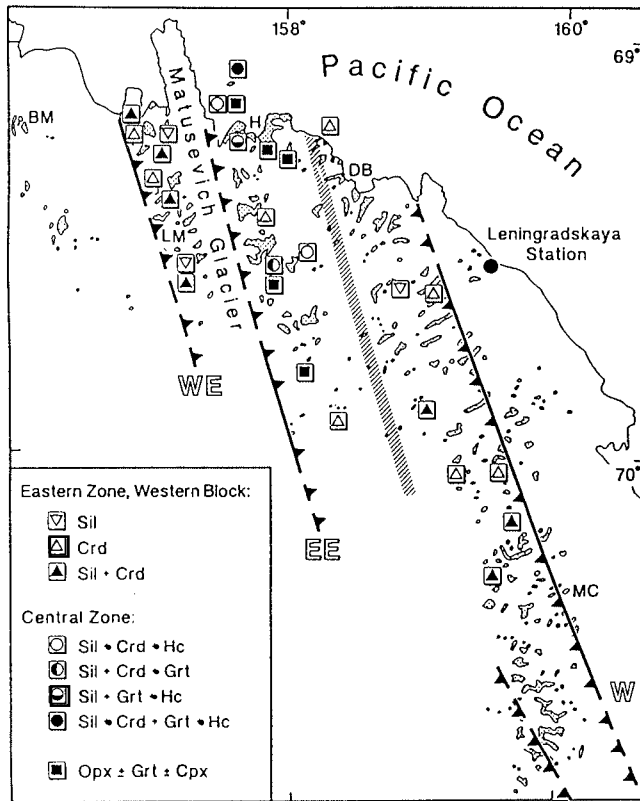 158°
160°
69°
Pacific Ocean
BM
Matusevich Glacier
H
DB
LM
Leningradskaya
Station
WE
EE
70°
MC
W
Eastern Zone, Western Block:
Sil
Crd
Sil + Crd
Central Zone:
Sil + Crd + Hc
Sil + Crd + Grt
Sil + Grt + Hc
Sil + Crd + Grt + Hc
Opx ± Grt ± Cpx